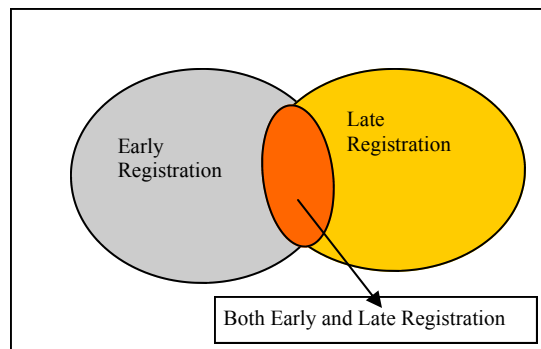 Early
Registration
Late
Registration
Both Early and Late Registration